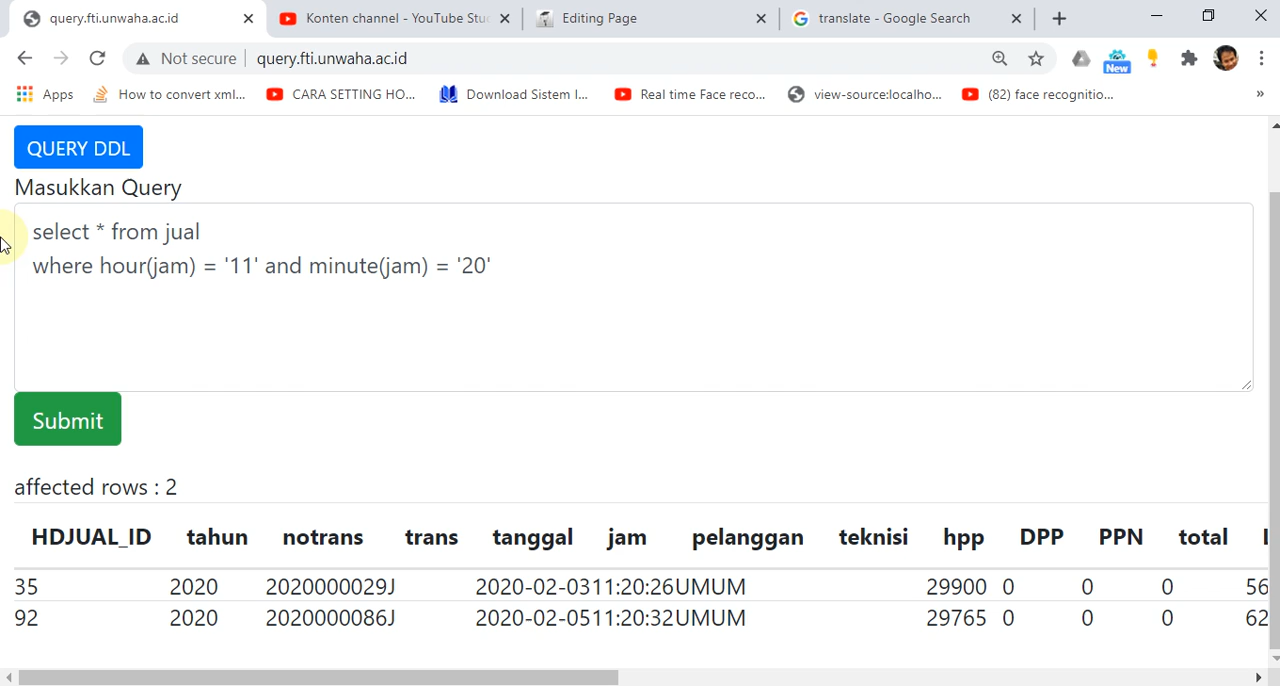 query.fti.unwaha.ac.id
Konten channel - YouTube Stu
Editing Page
translate - Google Search
Not secure
query.fti.unwaha.ac.id
New
Apps
How to convert xml...
CARA SETTING HO...
Download Sistem I...
Real time Face reco...
view-source:localho...
(82) face recognitio...
»
QUERY DDL
Masukkan Query
select * from jual
where hour(jam) = '11' and minute(jam) = '20'
Submit
affected rows : 2
HDJUAL_ID tahun notrans trans tanggal jam pelanggan teknisi hpp DPP PPN total
35 2020 2020000029J 2020-02-0311:20:26UMUM 29900 0 0 0 56
92 2020 2020000086J 2020-02-0511:20:32UMUM 29765 0 0 0 62